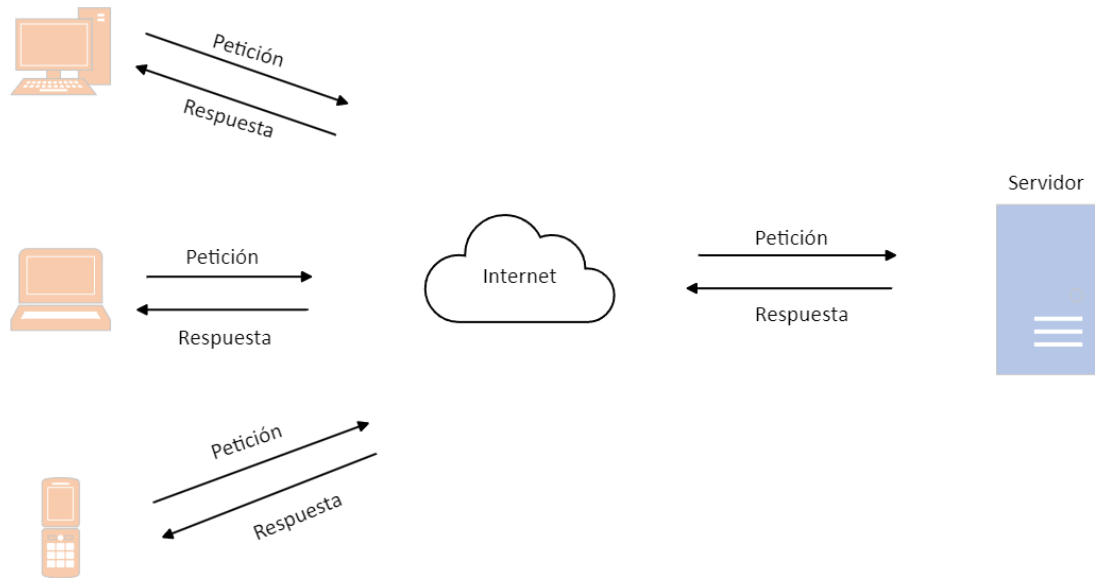 Petición
Respuesta
Servidor
Petición
Internet
Petición
Respuesta
Respuesta
Petición
Respuesta